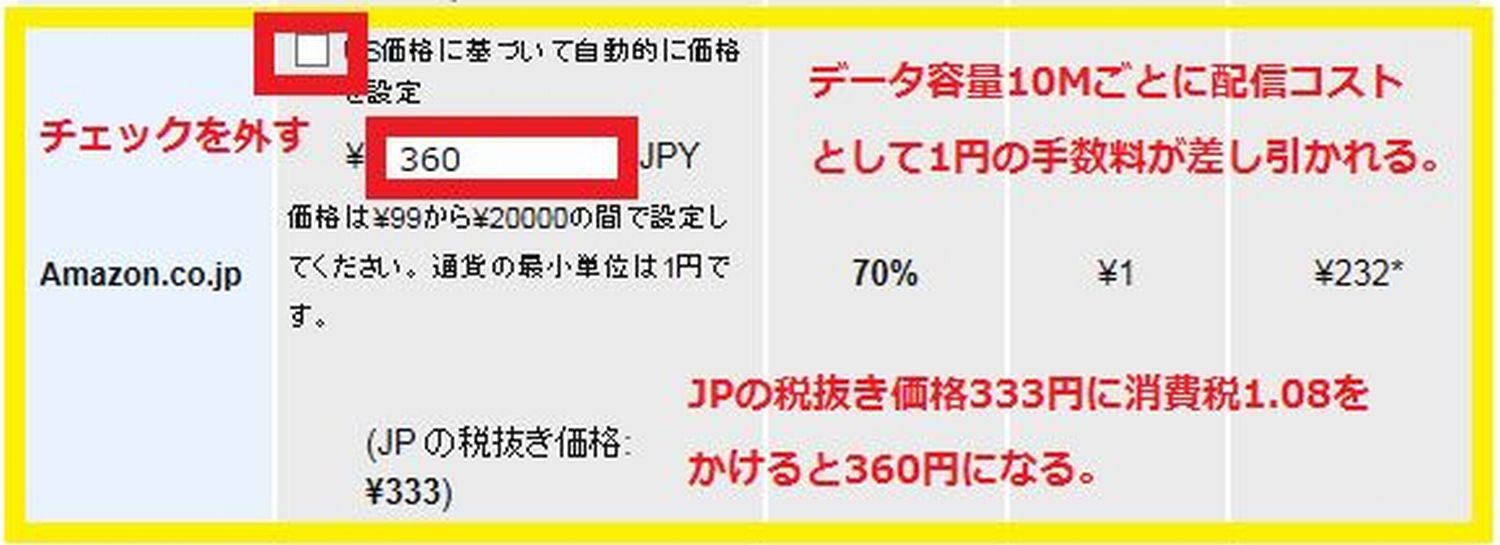 S価格に基づいて自動的に価格
を設定
チェックを外す
¥ 360 JPY
価格は¥99から¥20000の間で設定し
てください。通貨の最小単位は1円で
す。
Amazon.co.jp
(JP の税抜き価格:
¥333)
データ容量10Mごとに配信コスト
として1円の手数料が差し引かれる。
70%
¥1
¥232*
JPの税抜き価格333円に消費税1.08を
かけると360円になる。